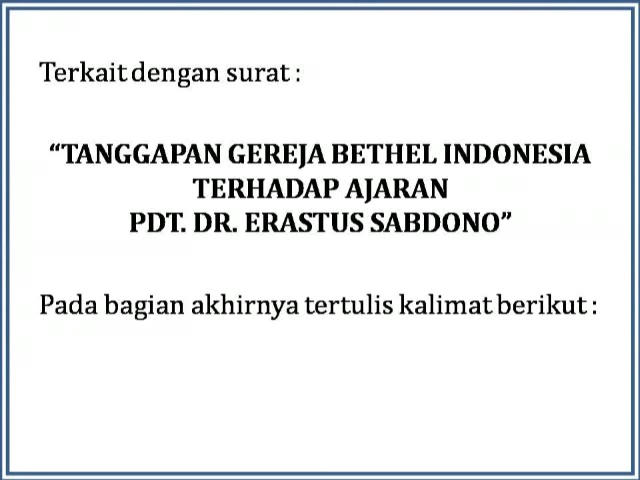 Terkait dengan surat :
“TANGGAPAN GEREJA BETHEL INDONESIA
TERHADAP AJARAN
PDT. DR. ERASTUS SABDONO”
Pada bagian akhirnya tertulis kalimat berikut :